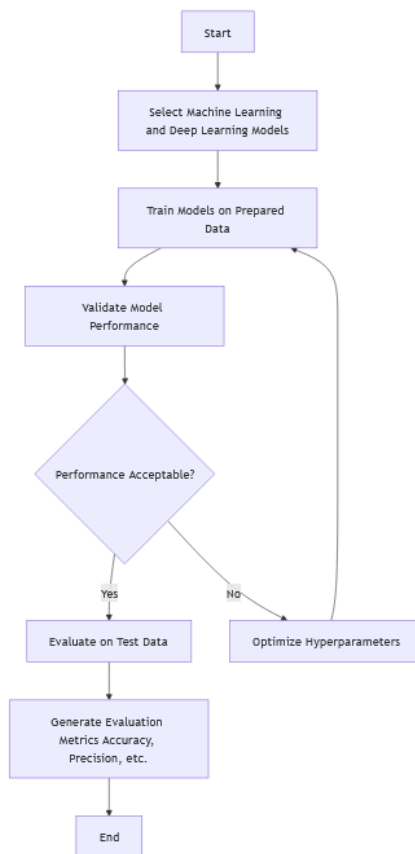 Start
Select Machine Learning
and Deep Learning Models
Train Models on Prepared
Data
Validate Model
Performance
Performance Acceptable?
Yes
No
Evaluate on Test Data
Optimize Hyperparameters
Generate Evaluation
Metrics Accuracy,
Precision, etc.
End